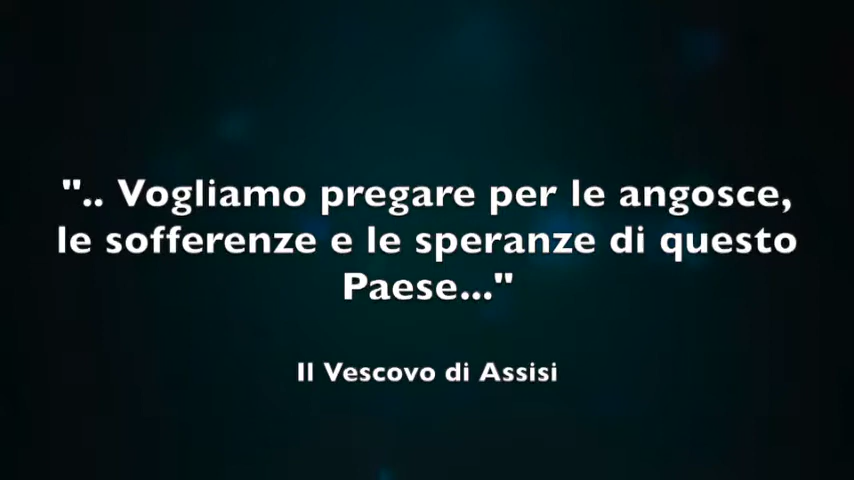 ".. Vogliamo pregare per le angosce,
le sofferenze e le speranze di questo
Paese..."
Il Vescovo di Assisi